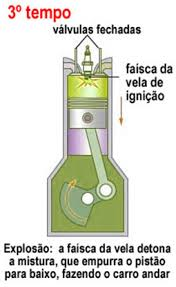 3º tempo
válvulas fechadas
faísca da
vela de
ignição
Explosão: a faísca da vela detona
a mistura, que empurra o pistão
para baixo, fazendo o carro andar